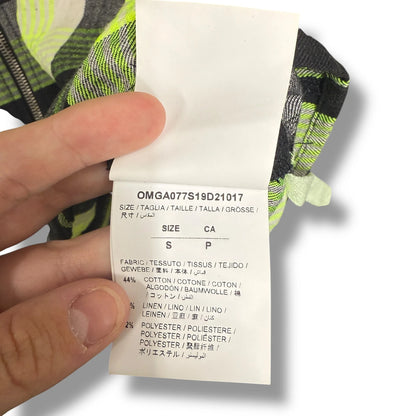 OMGA077S19D21017
SIZE / TAGLIA / TAILLE / TALLA / GRÖSSE /
尺寸 / المقاس
SIZE CA
S P
FABRIC / TESSUTO / TISSUS / TEJIDO /
GEWEBE / 面料 / 本体 / قماش
44% COTTON / COTONE / COTON /
ALGODÓN / BAUMWOLLE / 棉
/ コットン / قطن
% LINEN / LINO / LIN / LINO /
LEINEN / 亚麻 / 麻 / كتان
2% POLYESTER / POLIESTERE /
POLYESTER / POLIÉSTER /
POLYESTER / 聚酯纤维 /
ポリエステル / البوليستر